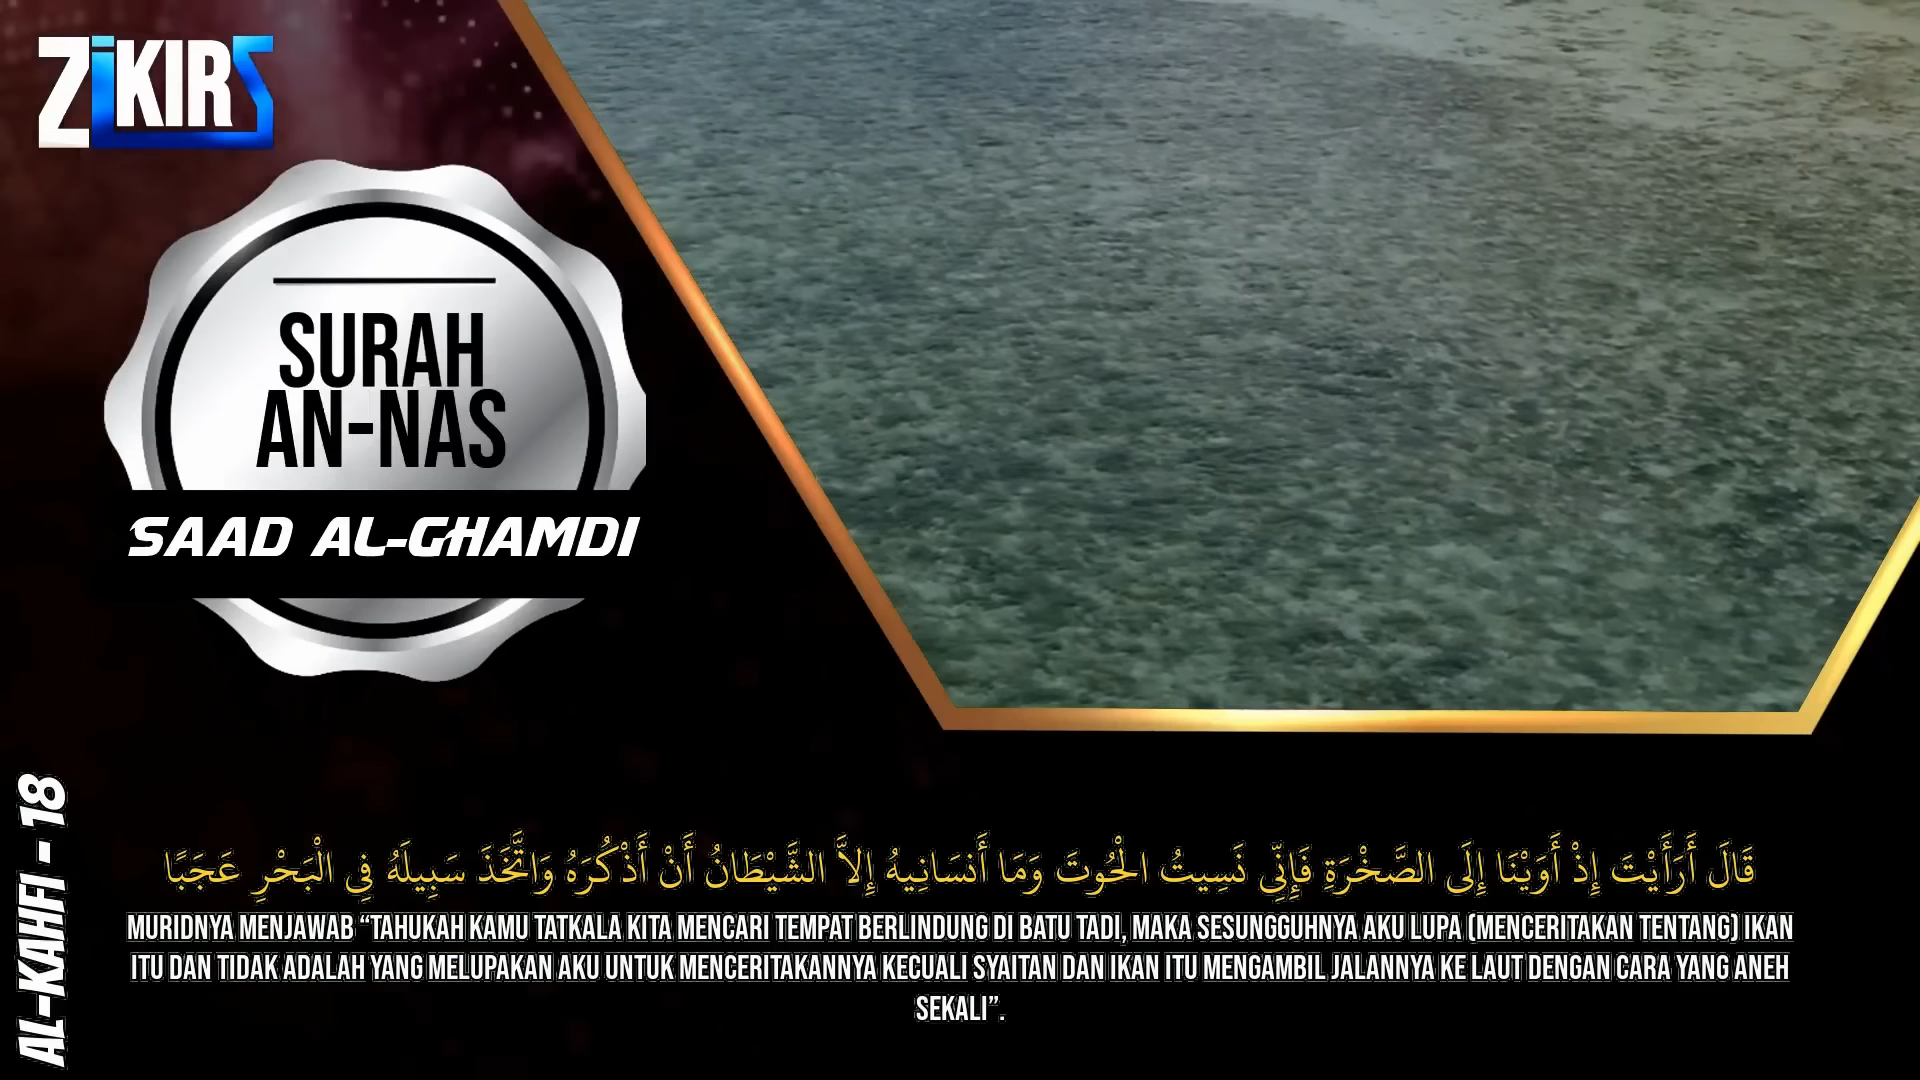 ZiKIRS
SURAH
AN-NAS
SAAD AL-GHAMDI
AL-KAHFI - 18
قَالَ أَرَأَيْتَ إِذْ أَوَيْنَا إِلَى الصَّخْرَةِ فَإِنِّي نَسِيتُ الْحُوتَ وَمَا أَنسَانِيهُ إِلاَّ الشَّيْطَانُ أَنْ أَذْكُرَهُ وَاتَّخَذَ سَبِيلَهُ فِي الْبَحْرِ عَجَبًا
MURIDNYA MENJAWAB “TAHUKAH KAMU TATKALA KITA MENCARI TEMPAT BERLINDUNG DI BATU TADI, MAKA SESUNGGUHNYA AKU LUPA (MENCERITAKAN TENTANG) IKAN
ITU DAN TIDAK ADALAH YANG MELUPAKAN AKU UNTUK MENCERITAKANNYA KECUALI SYAITAN DAN IKAN ITU MENGAMBIL JALANNYA KE LAUT DENGAN CARA YANG ANEH
SEKALI”.